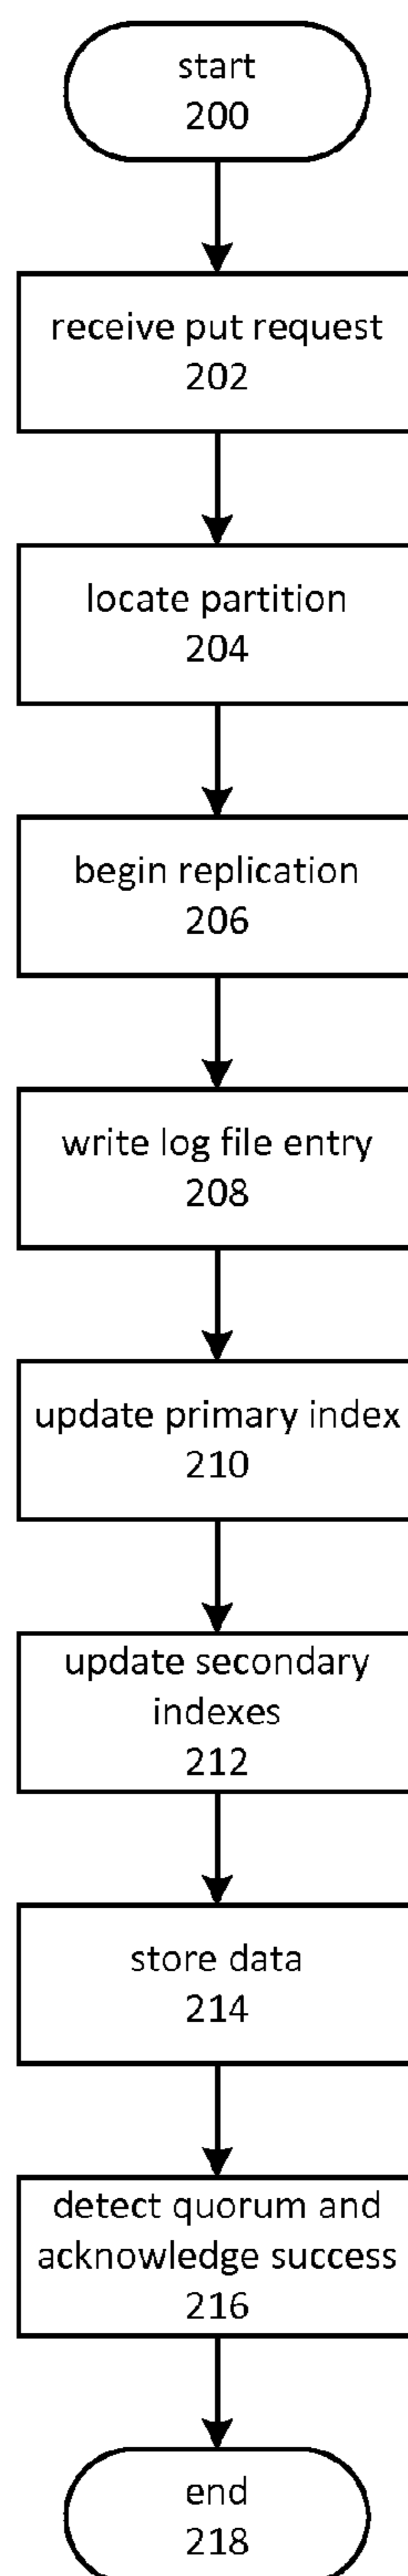 start
200
receive put request
202
locate partition
204
begin replication
206
write log file entry
208
update primary index
210
update secondary
indexes
212
store data
214
detect quorum and
acknowledge success
216
end
218